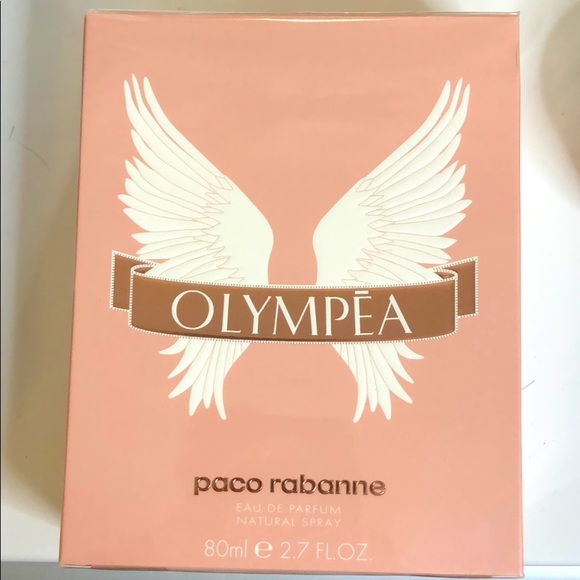 OLYMPĒA
paco rabanne
EAU DE PARFUM
NATURAL SPRAY
80ml ℮ 2.7 FL.OZ.